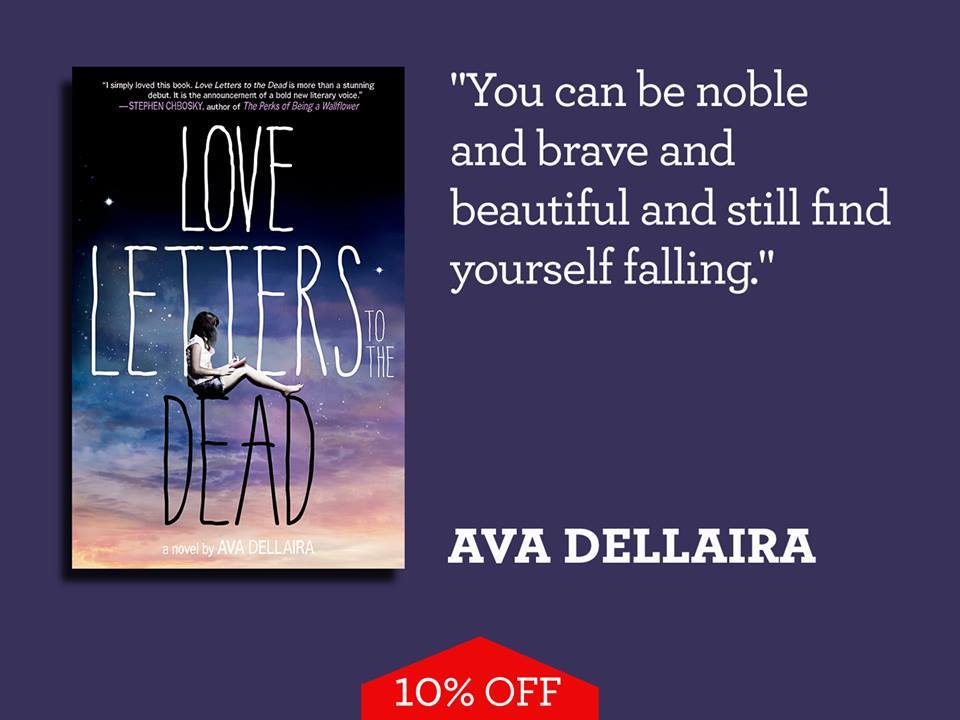 "I simply loved this book. Love Letters to the Dead is more than a stunning
debut. It is the announcement of a bold new literary voice."
—STEPHEN CHBOSKY, author of The Perks of Being a Wallflower
LOVE
LETTERS
TO
THE
DEAD
a novel by AVA DELLAIRA
"You can be noble
and brave and
beautiful and still find
yourself falling."
AVA DELLAIRA
10% OFF